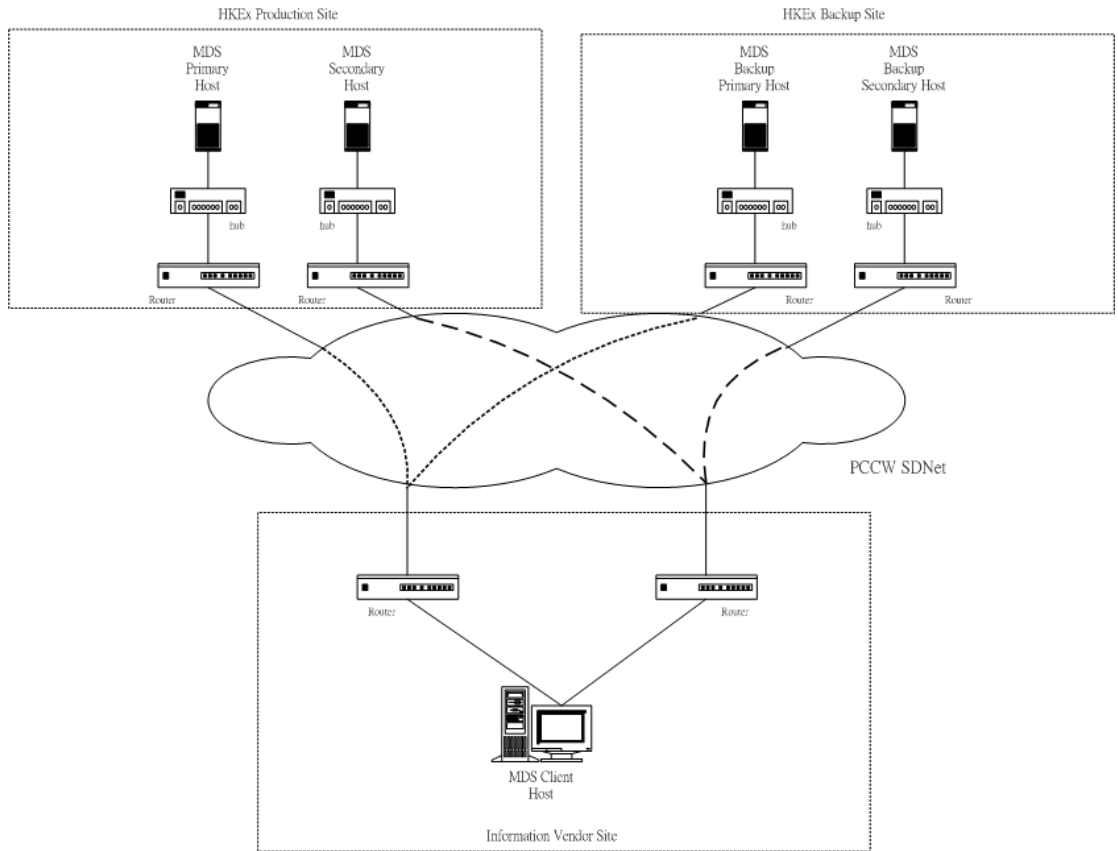 HKEx Production Site
HKEx Backup Site
MDS
Primary
Host
MDS
Secondary
Host
MDS
Backup
Primary Host
MDS
Backup
Secondary Host
hub
hub
hub
hub
Router
Router
Router
Router
PCCW SDNet
Router
Router
MDS Client
Host
Information Vendor Site